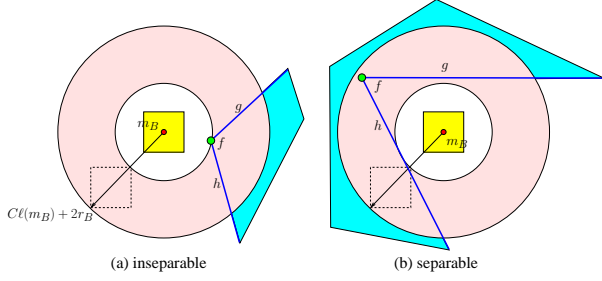 m_B
g
f
h
Cℓ(m_B) + 2r_B
(a) inseparable
g
f
h
m_B
(b) separable